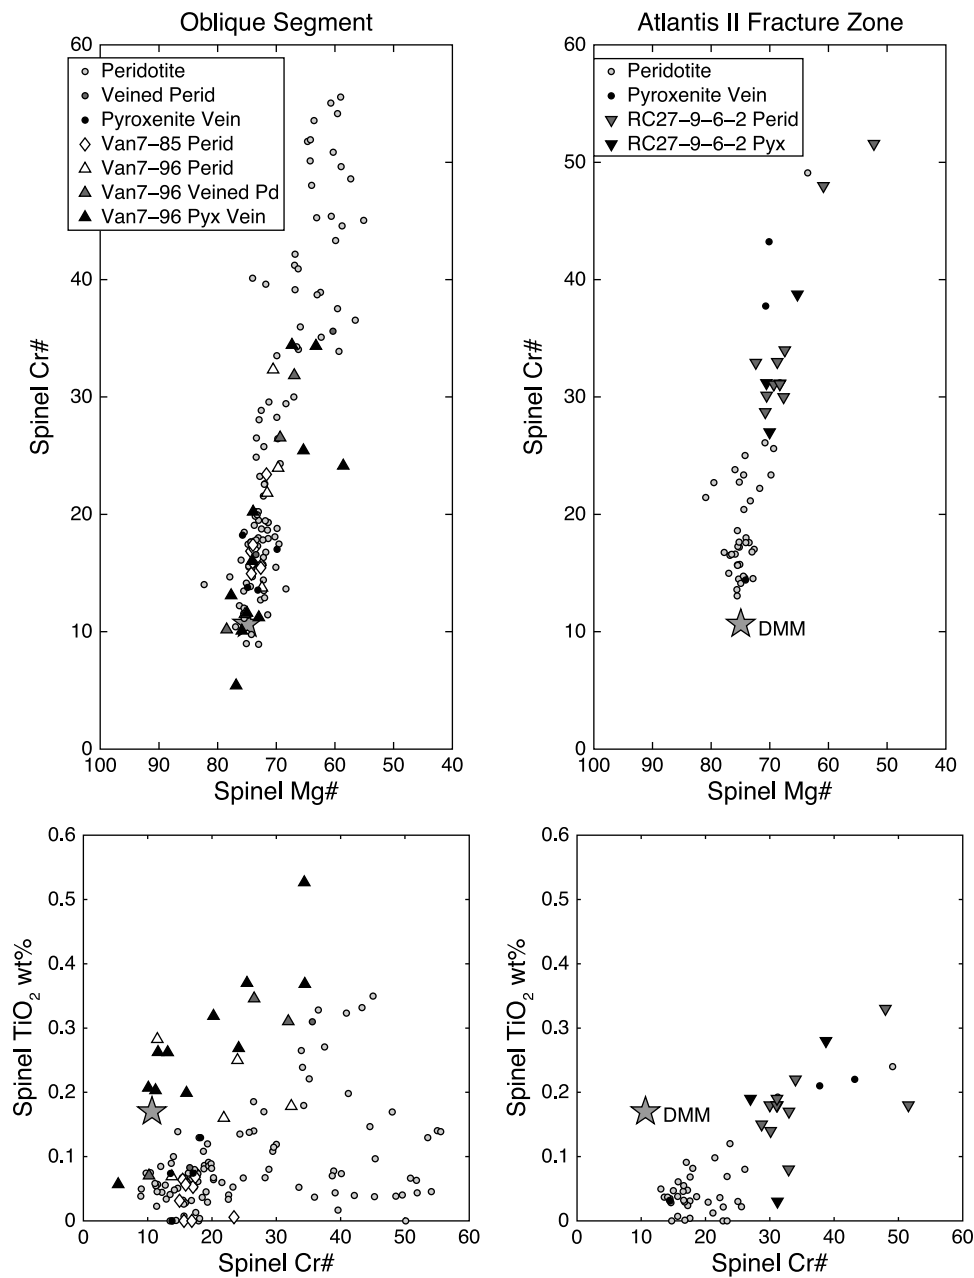 Oblique Segment
Atlantis II Fracture Zone
60
50
40
30
20
10
0
Spinel Cr#
Peridotite
Veined Perid
Pyroxenite Vein
Van7–85 Perid
Van7–96 Perid
Van7–96 Veined Pd
Van7–96 Pyx Vein
100 90 80 70 60 50 40
Spinel Mg#
60
50
40
30
20
10
0
Spinel Cr#
Peridotite
Pyroxenite Vein
RC27–9–6–2 Perid
RC27–9–6–2 Pyx
DMM
100 90 80 70 60 50 40
Spinel Mg#
0.6
0.5
0.4
0.3
0.2
0.1
0
Spinel TiO2 wt%
0 10 20 30 40 50 60
Spinel Cr#
0.6
0.5
0.4
0.3
0.2
0.1
0
Spinel TiO2 wt%
DMM
0 10 20 30 40 50 60
Spinel Cr#